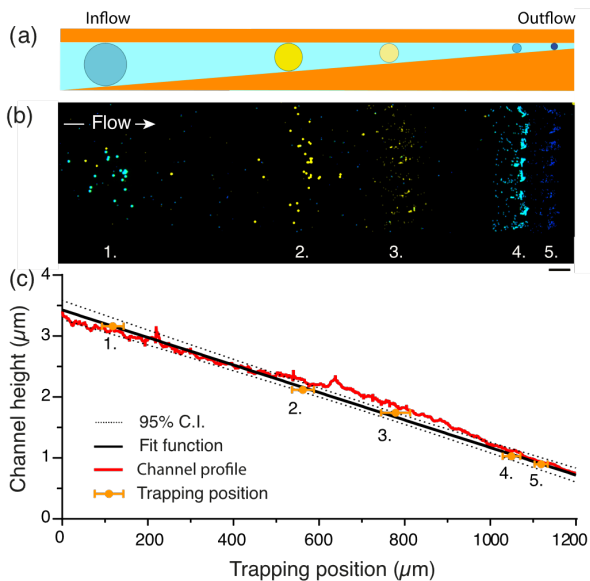 Inflow
Outflow
(a)
(b)
Flow
1.
2.
3.
4.
5.
(c)
4
3
2
1
0
Channel height (µm)
1.
2.
3.
4.
5.
95% C.I.
Fit function
Channel profile
Trapping position
0
200
400
600
800
1000
1200
Trapping position (µm)